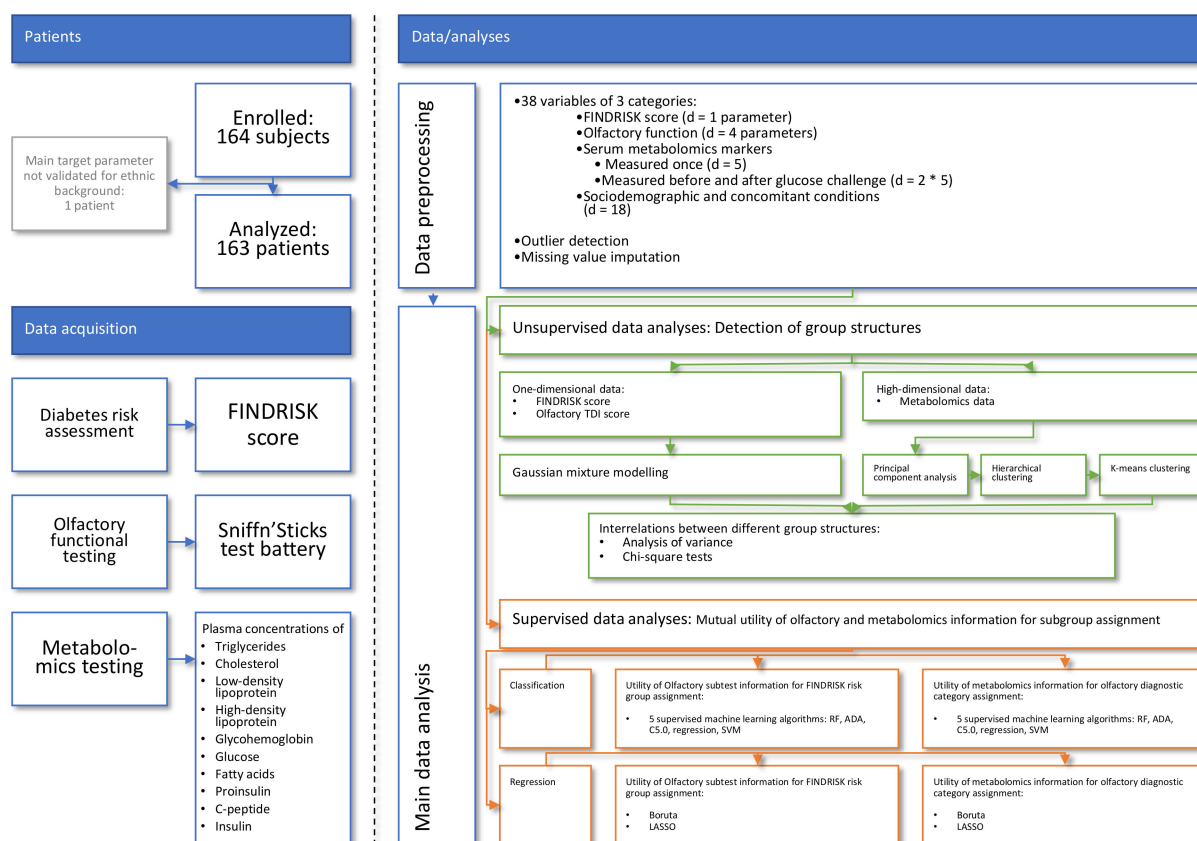 Patients
Enrolled:
164 subjects
Main target parameter
not validated for ethnic
background:
1 patient
Analyzed:
163 patients
Data acquisition
Diabetes risk
assessment
FINDRISK
score
Olfactory
functional
testing
Sniffn’Sticks
test battery
Metabolo-
mics testing
Plasma concentrations of
• Triglycerides
• Cholesterol
• Low-density
lipoprotein
• High-density
lipoprotein
• Glycohemoglobin
• Glucose
• Fatty acids
• Proinsulin
• C-peptide
• Insulin
Data/analyses
Data preprocessing
•38 variables of 3 categories:
•FINDRISK score (d = 1 parameter)
•Olfactory function (d = 4 parameters)
•Serum metabolomics markers
• Measured once (d = 5)
•Measured before and after glucose challenge (d = 2 * 5)
•Sociodemographic and concomitant conditions
(d = 18)
•Outlier detection
•Missing value imputation
Main data analysis
Unsupervised data analyses: Detection of group structures
One-dimensional data:
• FINDRISK score
• Olfactory TDI score
High-dimensional data:
• Metabolomics data
Gaussian mixture modelling
Principal
component analysis
Hierarchical
clustering
K-means clustering
Interrelations between different group structures:
• Analysis of variance
• Chi-square tests
Supervised data analyses: Mutual utility of olfactory and metabolomics information for subgroup assignment
Classification
Utility of Olfactory subtest information for FINDRISK risk
group assignment:
• 5 supervised machine learning algorithms: RF, ADA,
C5.0, regression, SVM
Utility of metabolomics information for olfactory diagnostic
category assignment:
• 5 supervised machine learning algorithms: RF, ADA,
C5.0, regression, SVM
Regression
Utility of Olfactory subtest information for FINDRISK risk
group assignment:
• Boruta
• LASSO
Utility of metabolomics information for olfactory diagnostic
category assignment:
• Boruta
• LASSO